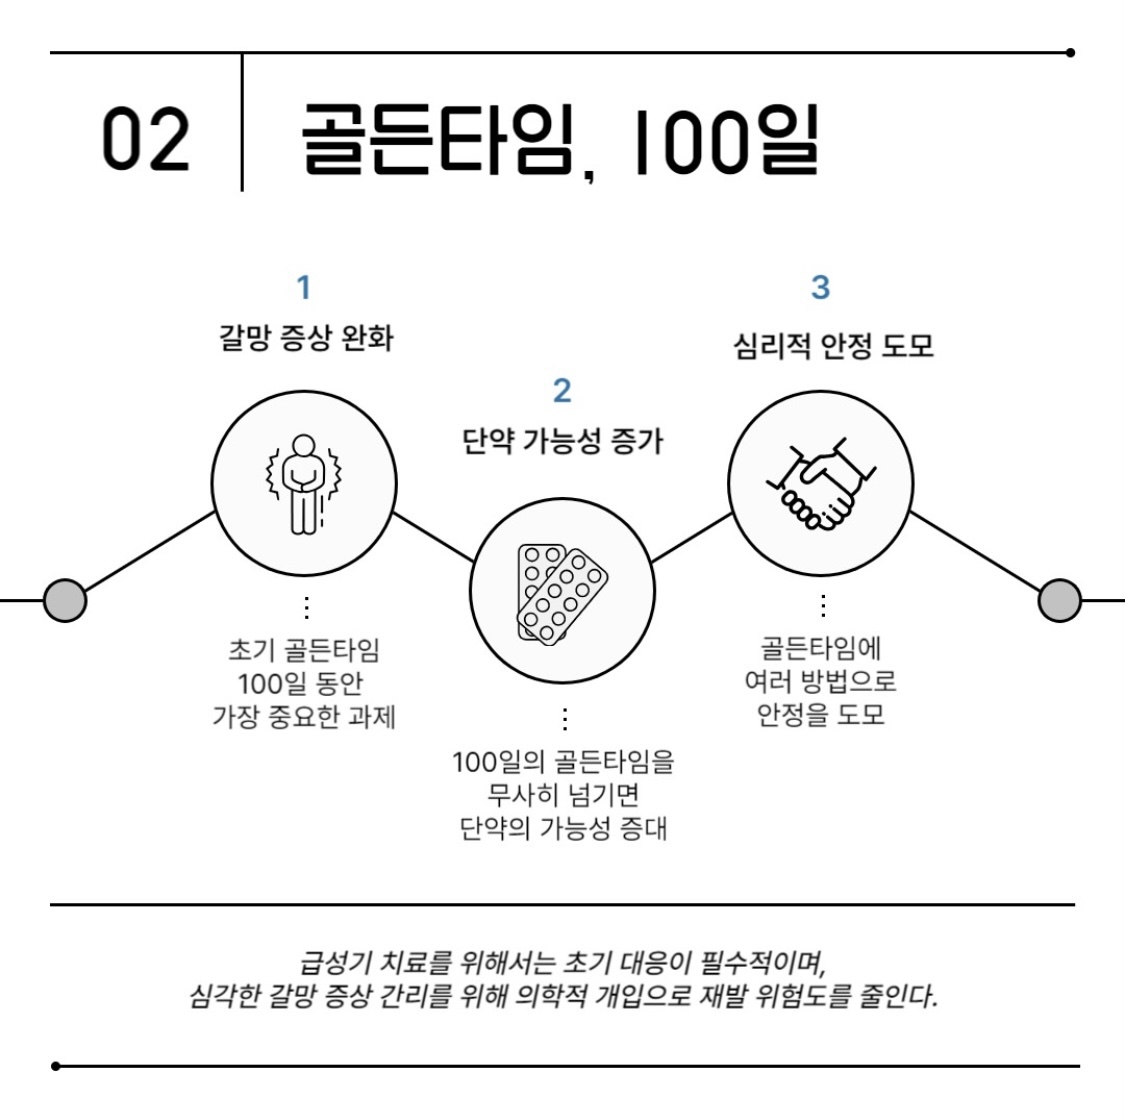 02
골든타임, 100일
1
갈망 증상 완화
초기 골든타임
100일 동안
가장 중요한 과제
2
단약 가능성 증가
100일의 골든타임을
무사히 넘기면
단약의 가능성 증대
3
심리적 안정 도모
골든타임에
여러 방법으로
안정을 도모
급성기 치료를 위해서는 초기 대응이 필수적이며,
심각한 갈망 증상 간리를 위해 의학적 개입으로 재발 위험도를 줄인다.